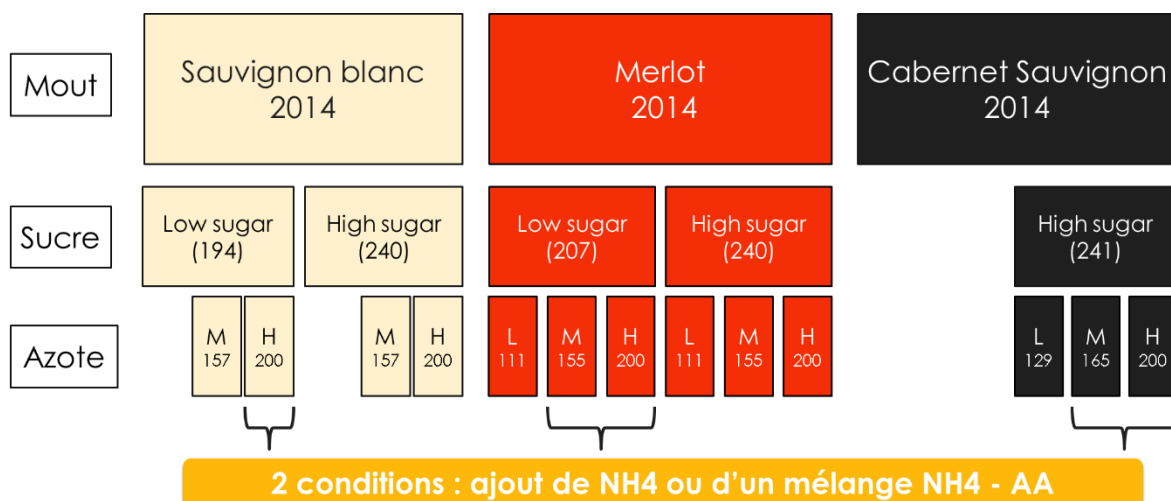 Mout
Sauvignon blanc
2014
Merlot
2014
Cabernet Sauvignon
2014
Sucre
Low sugar
(194)
High sugar
(240)
Low sugar
(207)
High sugar
(240)
High sugar
(241)
Azote
M
157
H
200
M
157
H
200
L
111
M
155
H
200
L
111
M
155
H
200
L
129
M
165
H
200
2 conditions : ajout de NH4 ou d'un mélange NH4 - AA